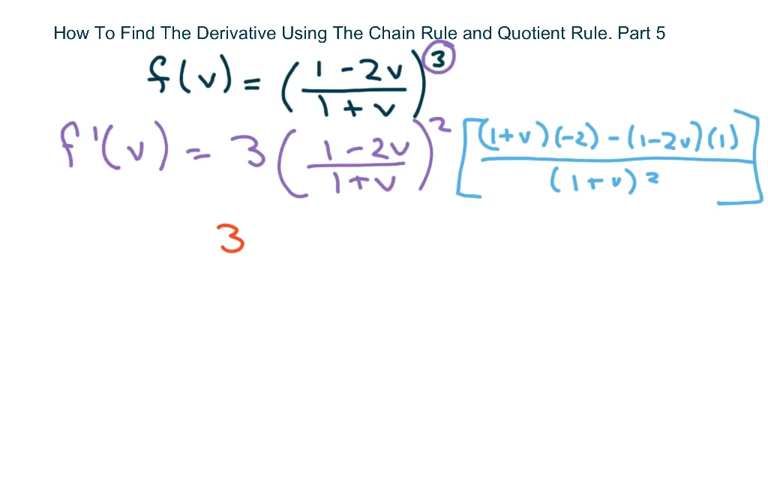 How To Find The Derivative Using The Chain Rule and Quotient Rule. Part 5
f(v) = ((1-2v)/(1+v))^3
f'(v) = 3((1-2v)/(1+v))^2 [((1+v)(-2)-(1-2v)(1))/((1+v)^2)]
3